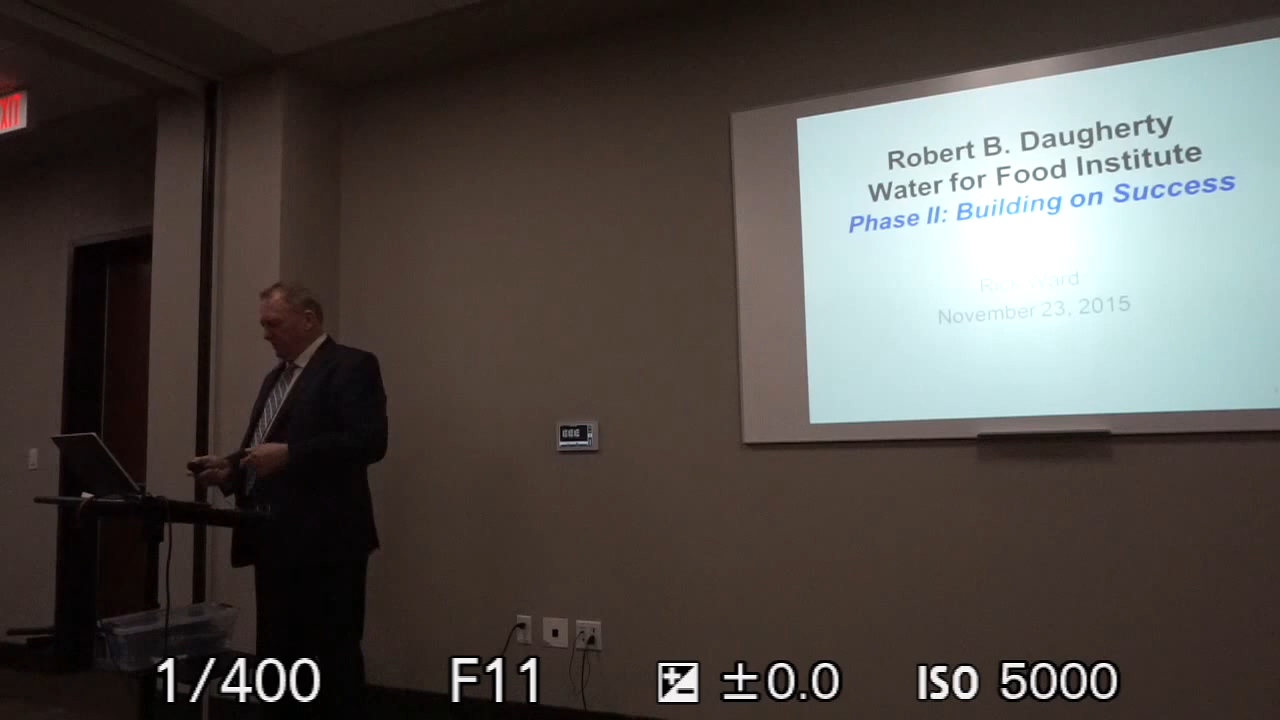 EXIT
Robert B. Daugherty
Water for Food Institute
Phase II: Building on Success
Ward
November 23, 2015
1/400 F11 ±0.0 ISO 5000